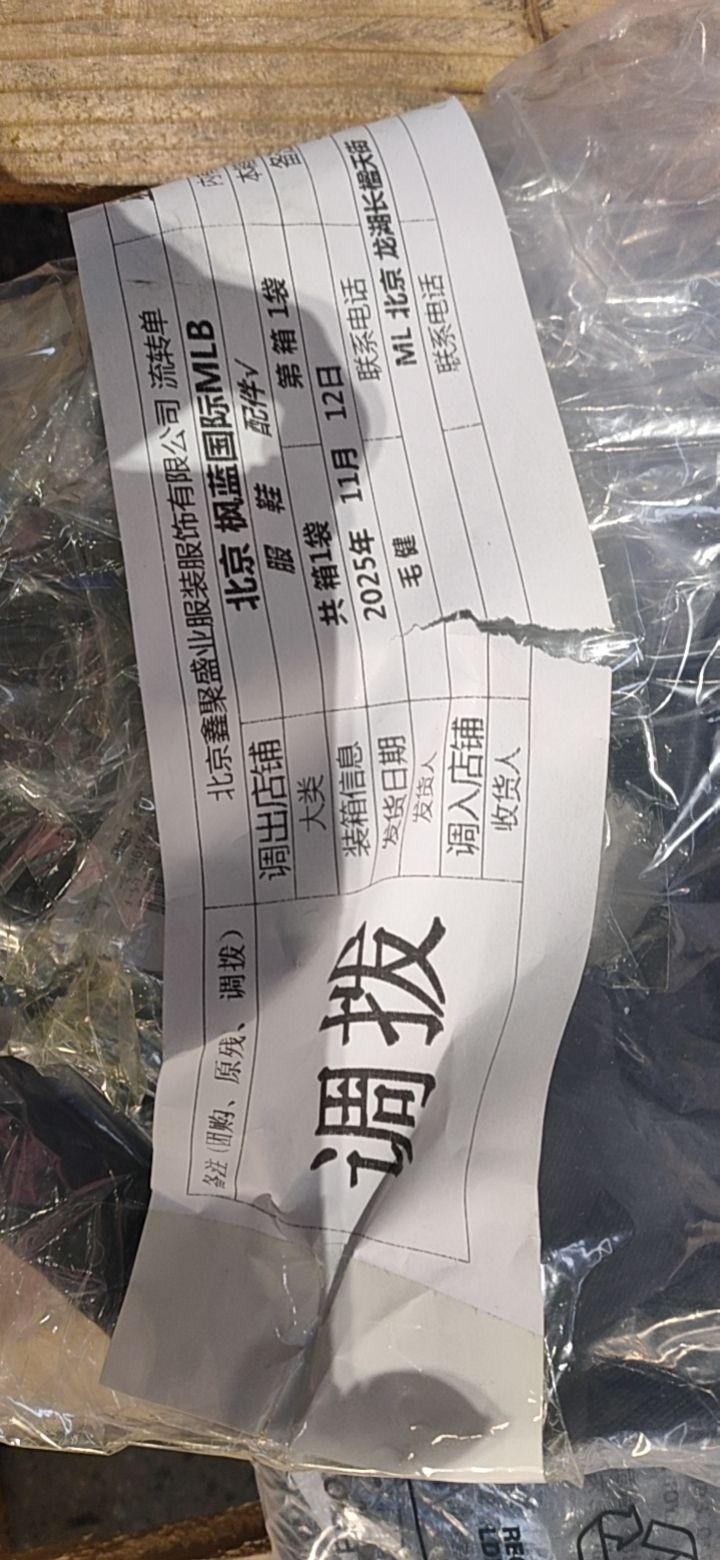 北京鑫聚盛业服装服饰有限公司 流转单
备注（团购、原残、调拨）
调拨
调出店铺 北京 枫蓝国际MLB
大类 服 鞋 配件√
装箱信息 共 箱1袋 第 箱 1袋
发货日期 2025年 11月 12日
发货人 毛健 联系电话
调入店铺 ML 北京 龙湖长楹天街
收货人 联系电话